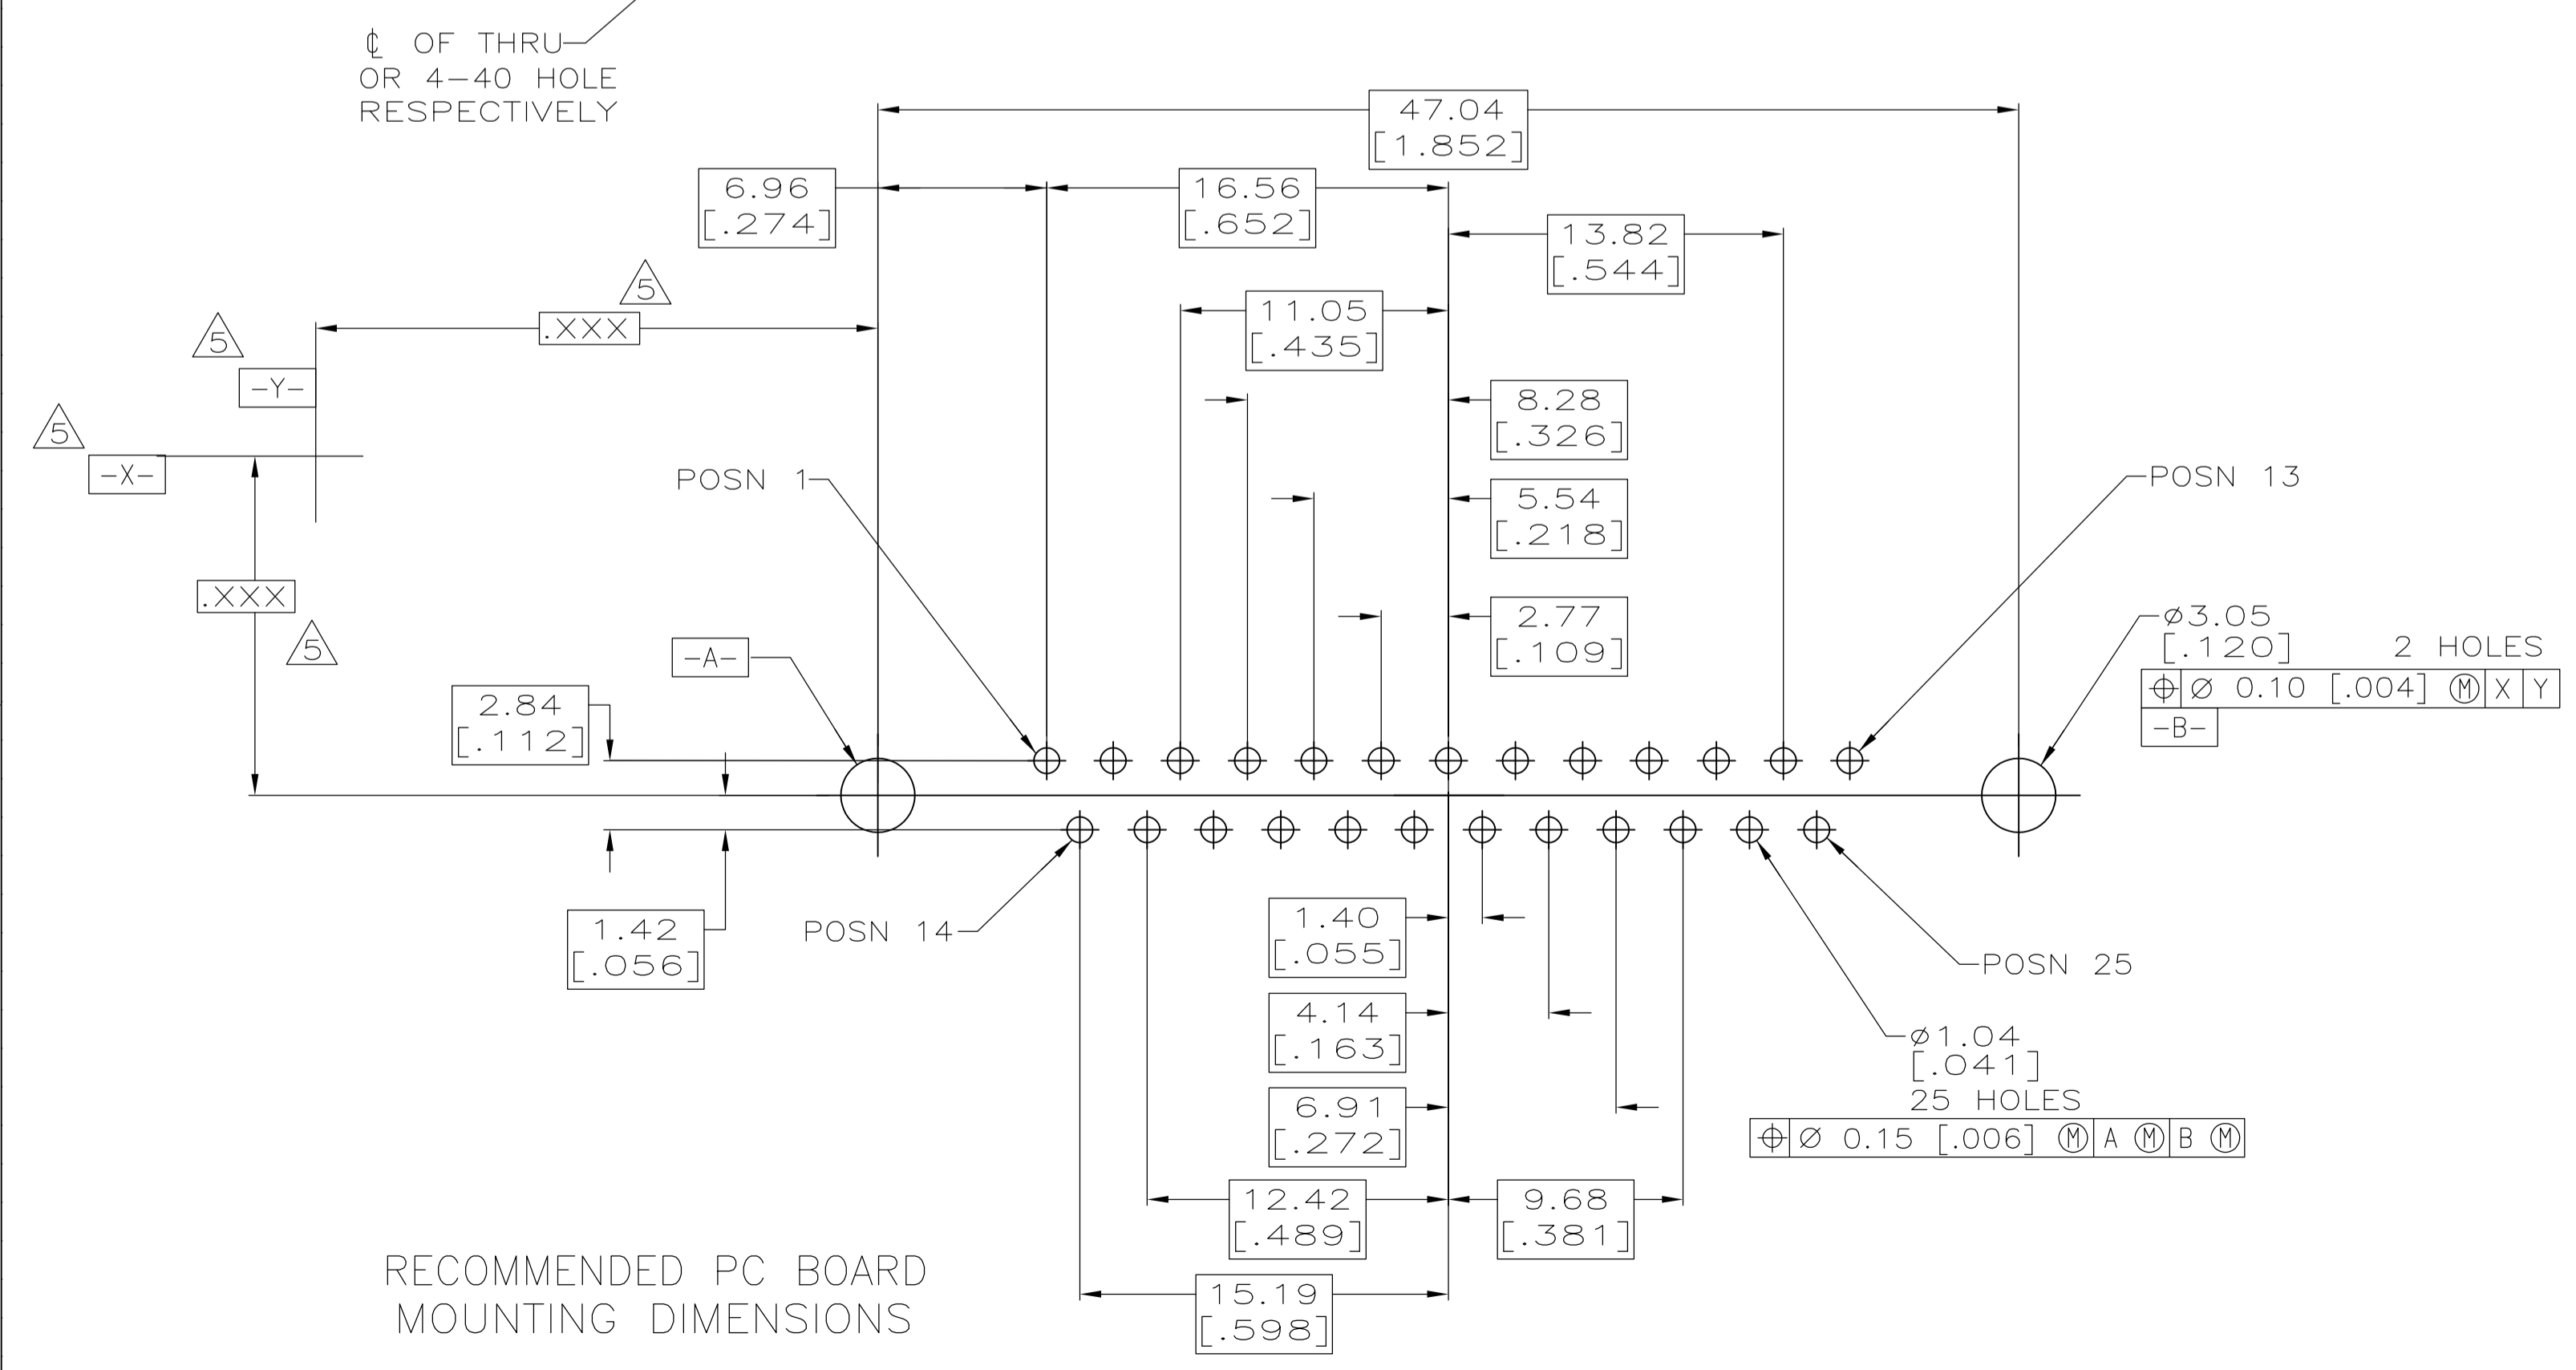 ℄ OF THRU
OR 4-40 HOLE
RESPECTIVELY
47.04
[1.852]
6.96
[.274]
16.56
[.652]
13.82
[.544]
11.05
[.435]
5
.XXX
5
-Y-
5
-X-
8.28
[.326]
5.54
[.218]
2.77
[.109]
POSN 1
POSN 13
.XXX
5
-A-
2.84
[.112]
⌀3.05
[.120] 2 HOLES
⌖ ⌀ 0.10 [.004] Ⓜ X Y
-B-
1.42
[.056]
POSN 14
1.40
[.055]
POSN 25
4.14
[.163]
⌀1.04
[.041]
25 HOLES
⌖ ⌀ 0.15 [.006] Ⓜ A Ⓜ B Ⓜ
6.91
[.272]
12.42
[.489]
9.68
[.381]
15.19
[.598]
RECOMMENDED PC BOARD
MOUNTING DIMENSIONS